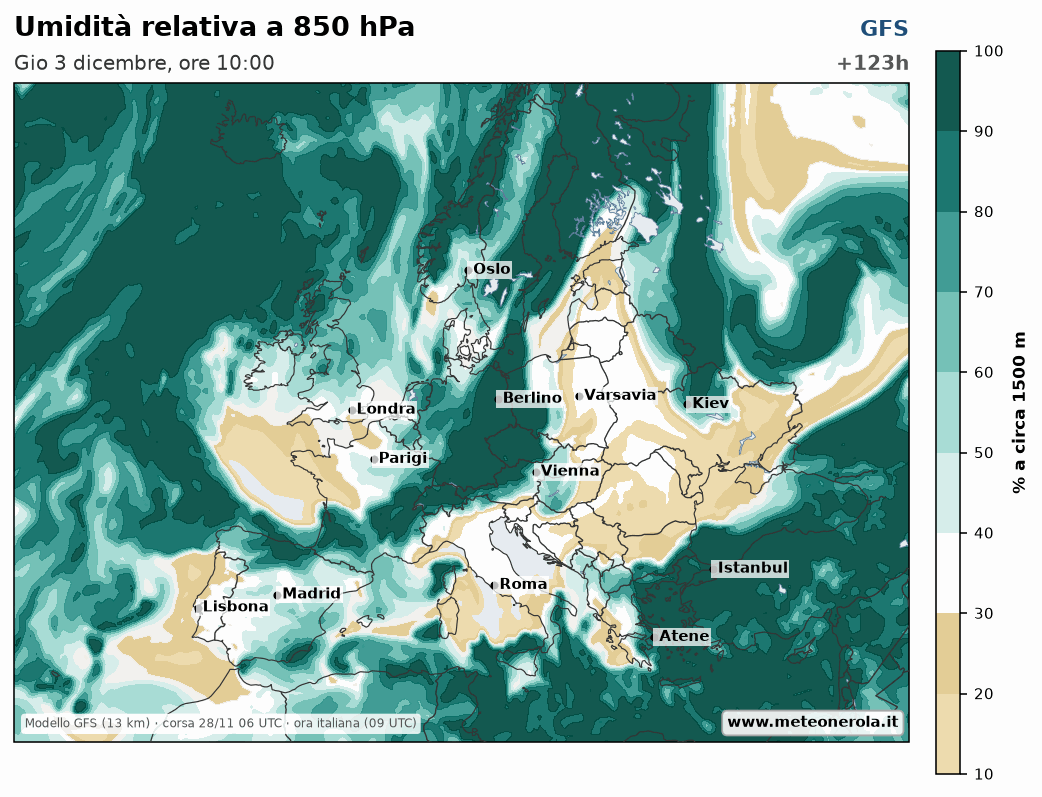 Umidità relativa a 850 hPa
GFS
Gio 3 dicembre, ore 10:00
+123h
100
90
80
70
60
50
40
30
20
10
% a circa 1500 m
Oslo
Berlino
Varsavia
Kiev
Londra
Parigi
Vienna
Istanbul
Roma
Madrid
Lisbona
Atene
Modello GFS (13 km) · corsa 28/11 06 UTC · ora italiana (09 UTC)
www.meteonerola.it